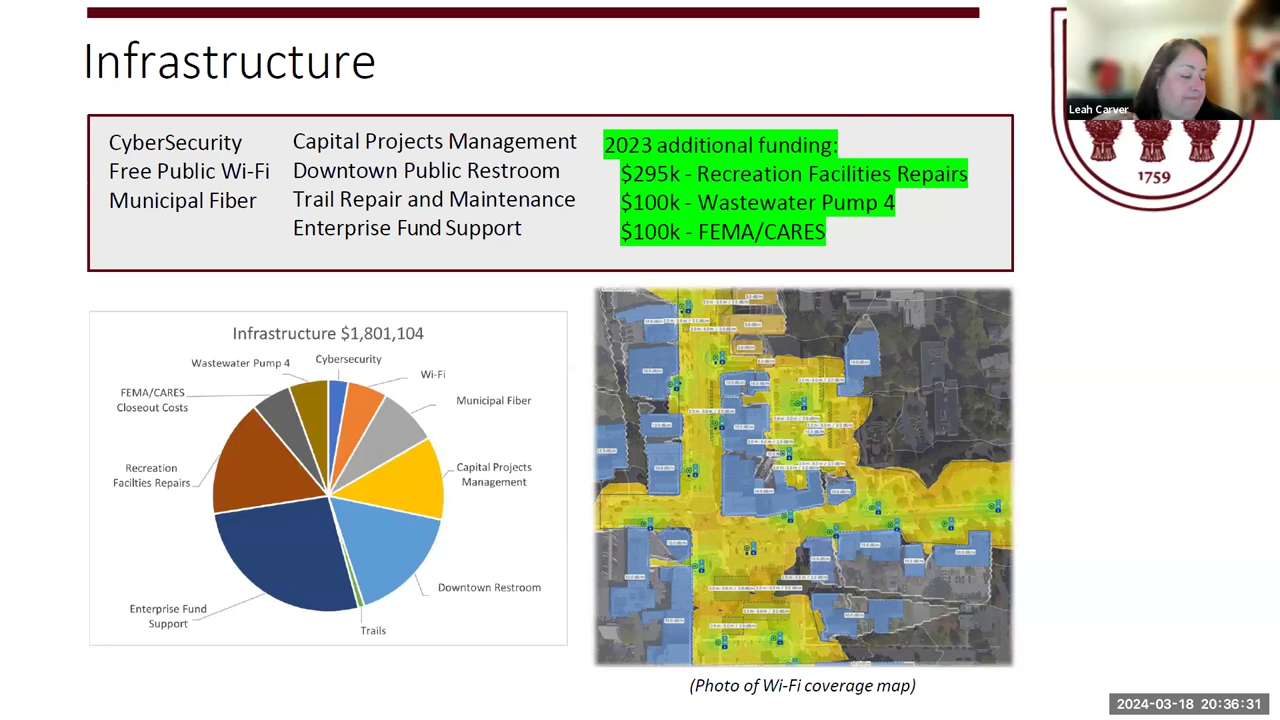 Infrastructure
CyberSecurity
Free Public Wi-Fi
Municipal Fiber
Capital Projects Management
Downtown Public Restroom
Trail Repair and Maintenance
Enterprise Fund Support
2023 additional funding:
$295k - Recreation Facilities Repairs
$100k - Wastewater Pump 4
$100k - FEMA/CARES
Leah Carver
1759
Infrastructure $1,801,104
Wastewater Pump 4
Cybersecurity
Wi-Fi
FEMA/CARES
Closeout Costs
Municipal Fiber
Recreation
Facilties Repairs
Capital Projects
Management
Downtown Restroom
Enterprise Fund
Support
Trails
(Photo of Wi-Fi coverage map)
2024-03-18 20:36:31